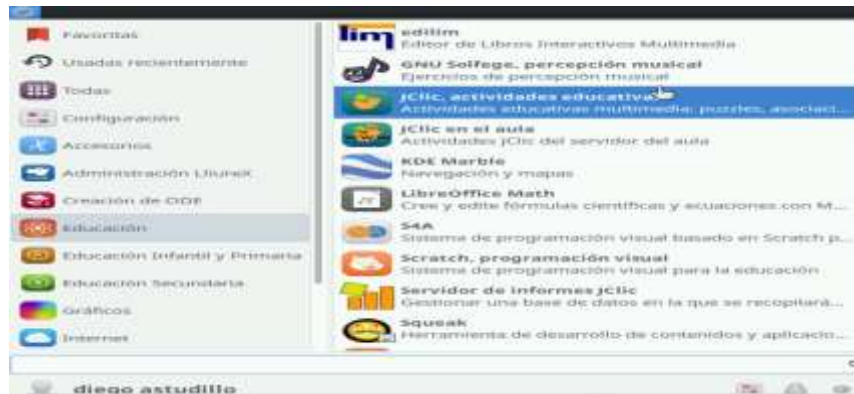 Favoritas
Usadas recientemente
Todas
Configuración
Accesorios
Administración LliureX
Creación de ODE
Educación
Educación Infantil y Primaria
Educación Secundaria
Gráficos
Internet
lim
edilim
Editor de Libros Interactivos Multimedia
GNU Solfege, percepción musical
Ejercicios de percepción musical
JClic, actividades educativas
Actividades educativas multimedia: puzzles, asociaci...
JClic en el aula
Actividades JClic del servidor del aula
KDE Marble
Navegación y mapas
LibreOffice Math
Cree y edite fórmulas científicas y ecuaciones con M...
S4A
Sistema de programación visual basado en Scratch p...
Scratch, programación visual
Sistema de programación visual para la educación
Servidor de informes JClic
Gestionar una base de datos en la que se recopilará...
Squeak
Herramienta de desarrollo de contenidos y aplicacio...
diego astudillo